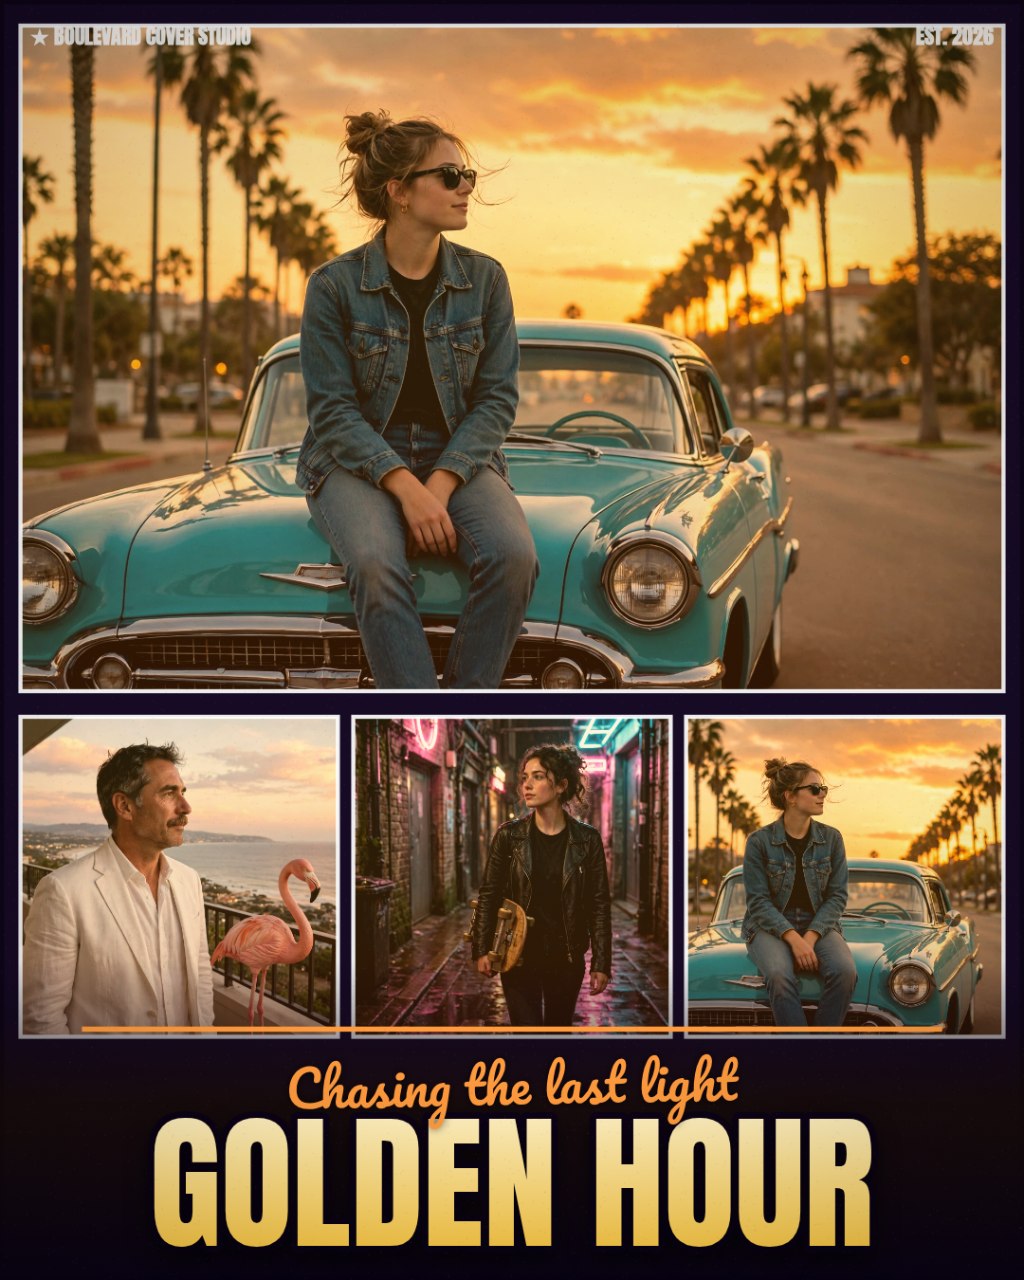 ★ BOULEVARD COVER STUDIO
EST. 2026
Chasing the last light
GOLDEN HOUR